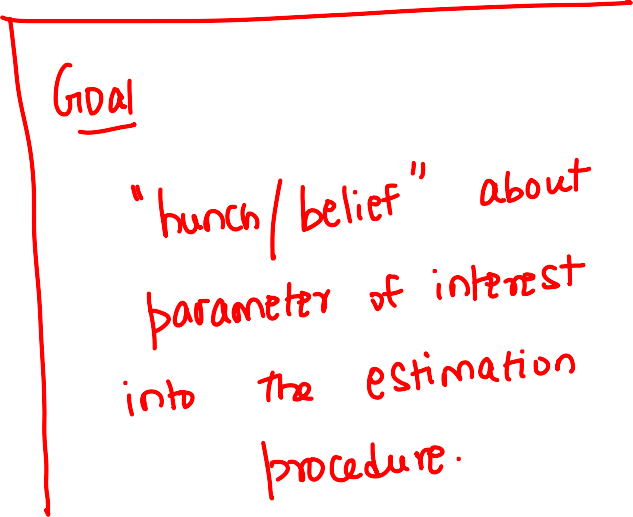 Goal
"hunch/belief" about
parameter of interest
into the estimation
procedure.